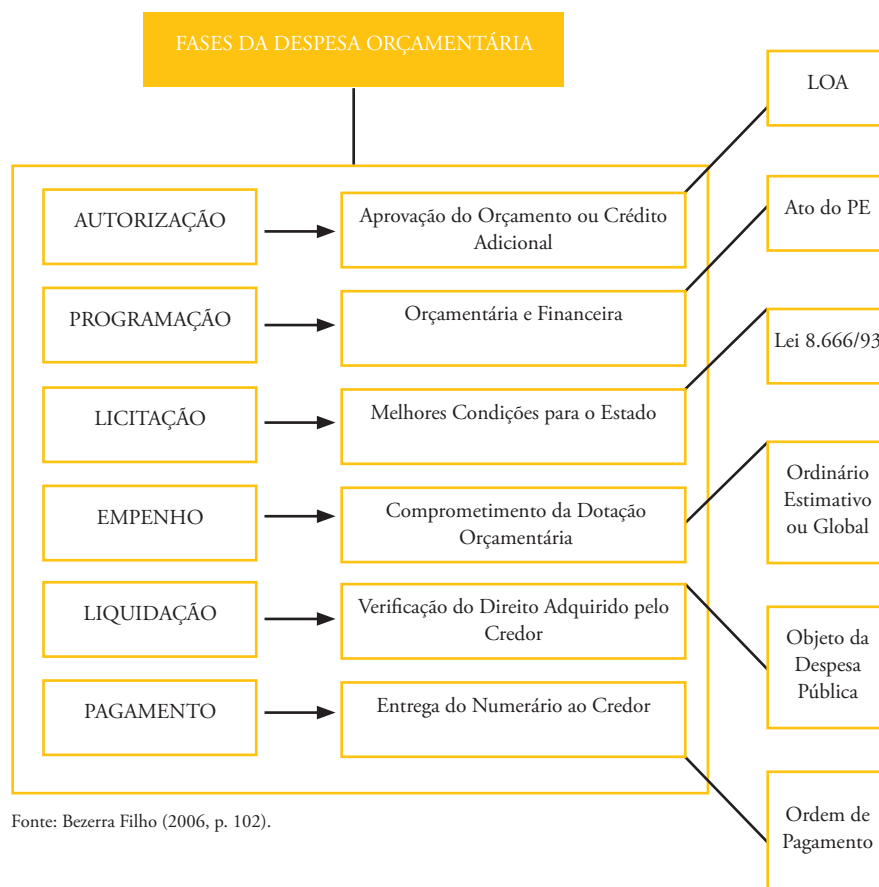 FASES DA DESPESA ORÇAMENTÁRIA
LOA
AUTORIZAÇÃO
Aprovação do Orçamento ou Crédito
Adicional
Ato do PE
PROGRAMAÇÃO
Orçamentária e Financeira
Lei 8.666/93
LICITAÇÃO
Melhores Condições para o Estado
Ordinário
Estimativo
ou Global
EMPENHO
Comprometimento da Dotação
Orçamentária
LIQUIDAÇÃO
Verificação do Direito Adquirido pelo
Credor
Objeto da
Despesa
Pública
PAGAMENTO
Entrega do Numerário ao Credor
Ordem de
Pagamento
Fonte: Bezerra Filho (2006, p. 102).